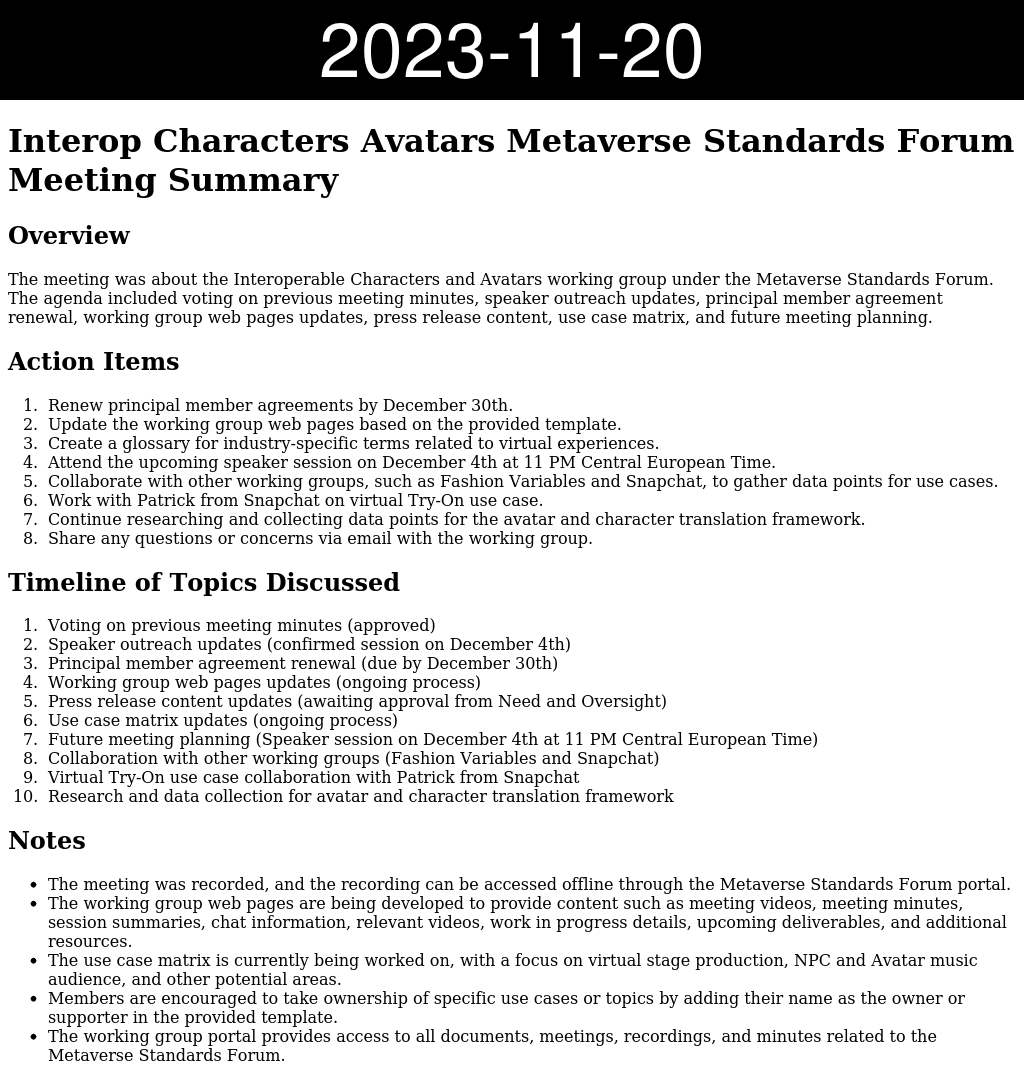 2023-11-20
Interop Characters Avatars Metaverse Standards Forum
Meeting Summary
Overview
The meeting was about the Interoperable Characters and Avatars working group under the Metaverse Standards Forum.
The agenda included voting on previous meeting minutes, speaker outreach updates, principal member agreement
renewal, working group web pages updates, press release content, use case matrix, and future meeting planning.
Action Items
1. Renew principal member agreements by December 30th.
2. Update the working group web pages based on the provided template.
3. Create a glossary for industry-specific terms related to virtual experiences.
4. Attend the upcoming speaker session on December 4th at 11 PM Central European Time.
5. Collaborate with other working groups, such as Fashion Variables and Snapchat, to gather data points for use cases.
6. Work with Patrick from Snapchat on virtual Try-On use case.
7. Continue researching and collecting data points for the avatar and character translation framework.
8. Share any questions or concerns via email with the working group.
Timeline of Topics Discussed
1. Voting on previous meeting minutes (approved)
2. Speaker outreach updates (confirmed session on December 4th)
3. Principal member agreement renewal (due by December 30th)
4. Working group web pages updates (ongoing process)
5. Press release content updates (awaiting approval from Need and Oversight)
6. Use case matrix updates (ongoing process)
7. Future meeting planning (Speaker session on December 4th at 11 PM Central European Time)
8. Collaboration with other working groups (Fashion Variables and Snapchat)
9. Virtual Try-On use case collaboration with Patrick from Snapchat
10. Research and data collection for avatar and character translation framework
Notes
• The meeting was recorded, and the recording can be accessed offline through the Metaverse Standards Forum portal.
• The working group web pages are being developed to provide content such as meeting videos, meeting minutes,
session summaries, chat information, relevant videos, work in progress details, upcoming deliverables, and additional
resources.
• The use case matrix is currently being worked on, with a focus on virtual stage production, NPC and Avatar music
audience, and other potential areas.
• Members are encouraged to take ownership of specific use cases or topics by adding their name as the owner or
supporter in the provided template.
• The working group portal provides access to all documents, meetings, recordings, and minutes related to the
Metaverse Standards Forum.